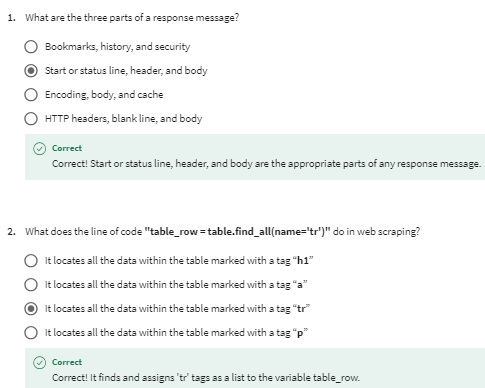 1. What are the three parts of a response message?
Bookmarks, history, and security
Start or status line, header, and body
Encoding, body, and cache
HTTP headers, blank line, and body
Correct
Correct! Start or status line, header, and body are the appropriate parts of any response message.
2. What does the line of code "table_row = table.find_all(name='tr')" do in web scraping?
It locates all the data within the table marked with a tag “h1”
It locates all the data within the table marked with a tag “a”
It locates all the data within the table marked with a tag “tr”
It locates all the data within the table marked with a tag “p”
Correct
Correct! It finds and assigns 'tr' tags as a list to the variable table_row.